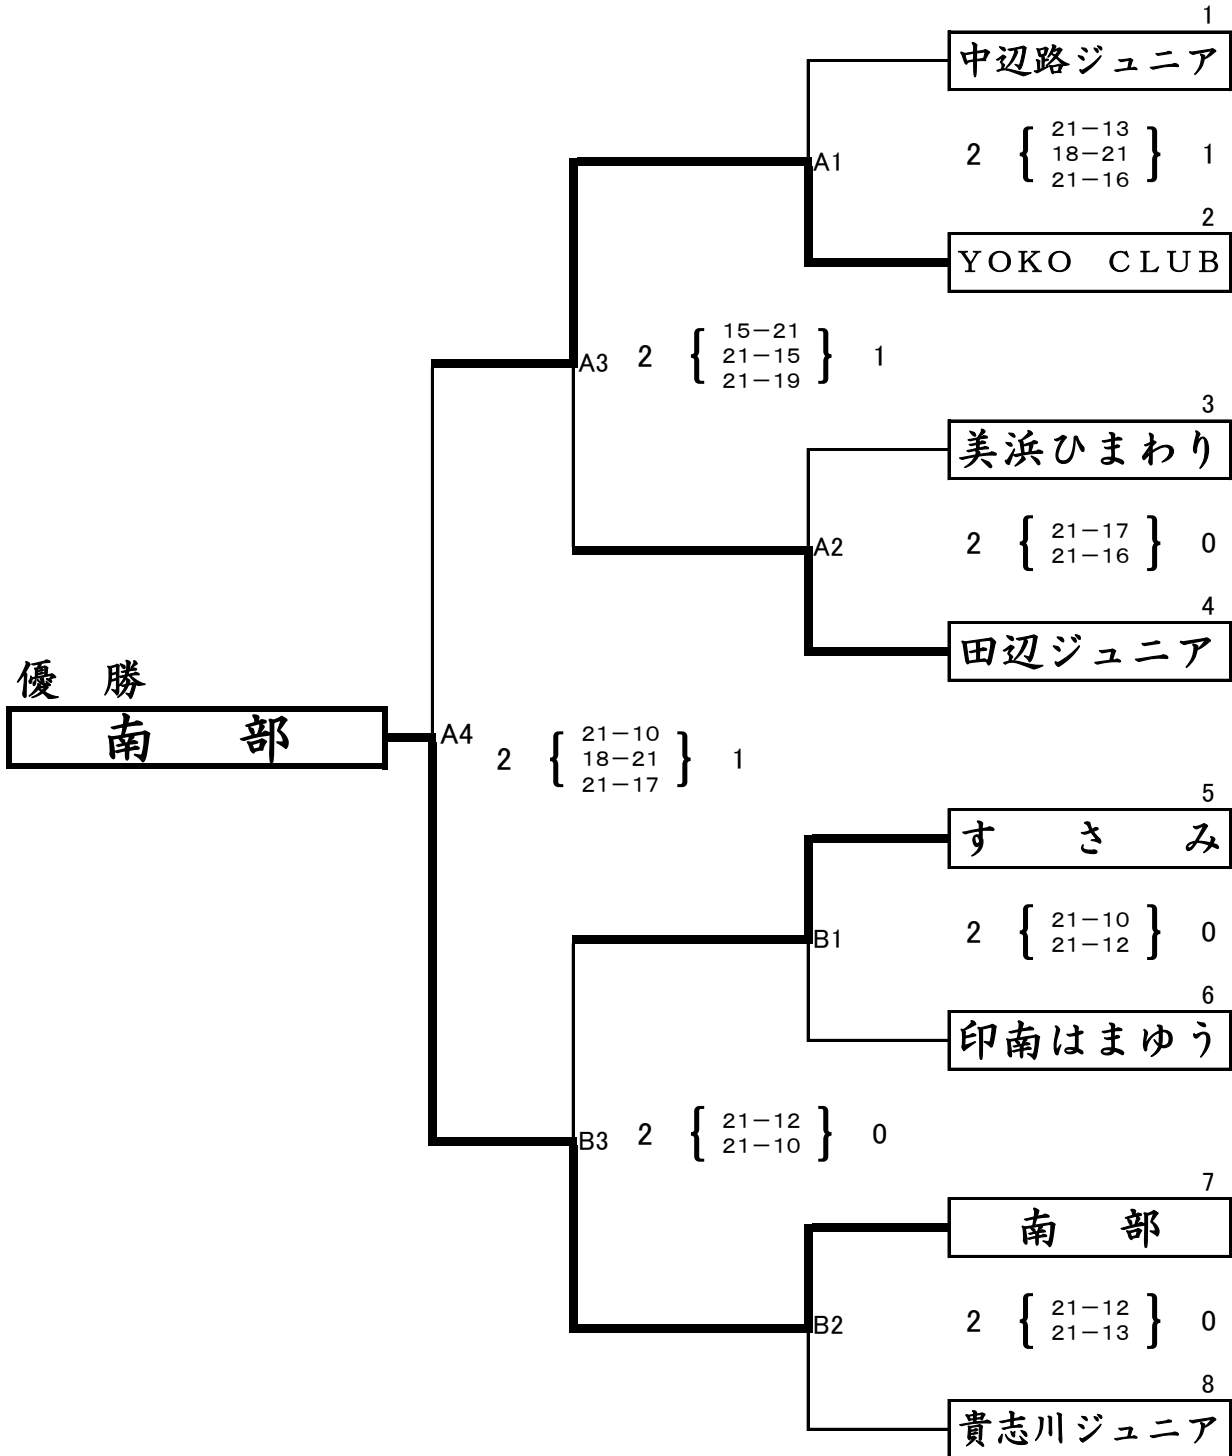 1
中辺路ジュニア
A1 2 { 21-13 18-21 21-16 } 1
2
YOKO CLUB
A3 2 { 15-21 21-15 21-19 } 1
3
美浜ひまわり
A2 2 { 21-17 21-16 } 0
4
田辺ジュニア
優 勝
南 部
A4 2 { 21-10 18-21 21-17 } 1
5
す さ み
B1 2 { 21-10 21-12 } 0
6
印南はまゆう
B3 2 { 21-12 21-10 } 0
7
南 部
B2 2 { 21-12 21-13 } 0
8
貴志川ジュニア